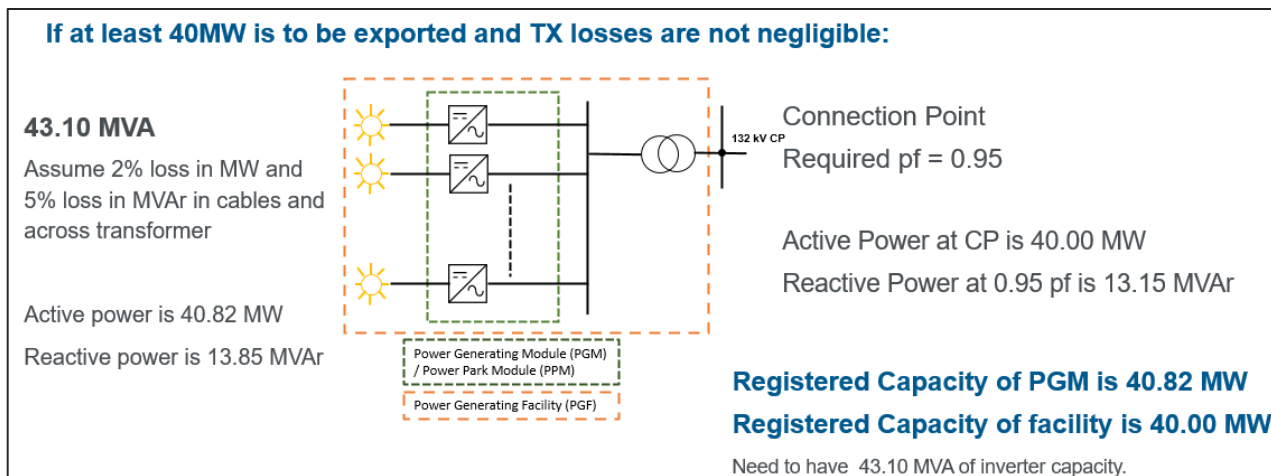 If at least 40MW is to be exported and TX losses are not negligible:
43.10 MVA
Assume 2% loss in MW and
5% loss in MVAr in cables and
across transformer
Active power is 40.82 MW
Reactive power is 13.85 MVAr
132 kV CP
Power Generating Module (PGM)
/ Power Park Module (PPM)
Power Generating Facility (PGF)
Connection Point
Required pf = 0.95
Active Power at CP is 40.00 MW
Reactive Power at 0.95 pf is 13.15 MVAr
Registered Capacity of PGM is 40.82 MW
Registered Capacity of facility is 40.00 MW
Need to have 43.10 MVA of inverter capacity.